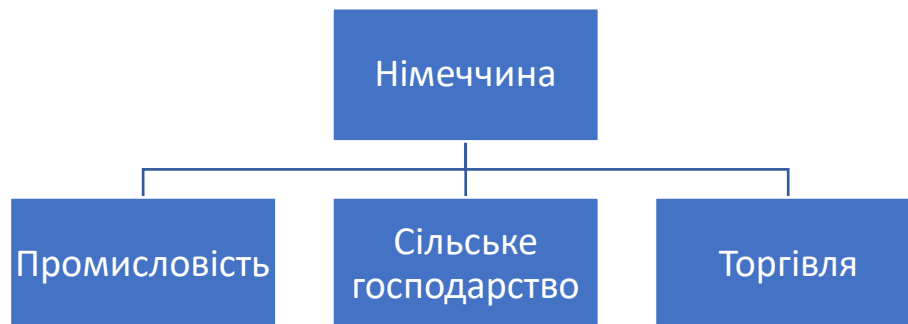 Німеччина
Промисловість
Сільське
господарство
Торгівля